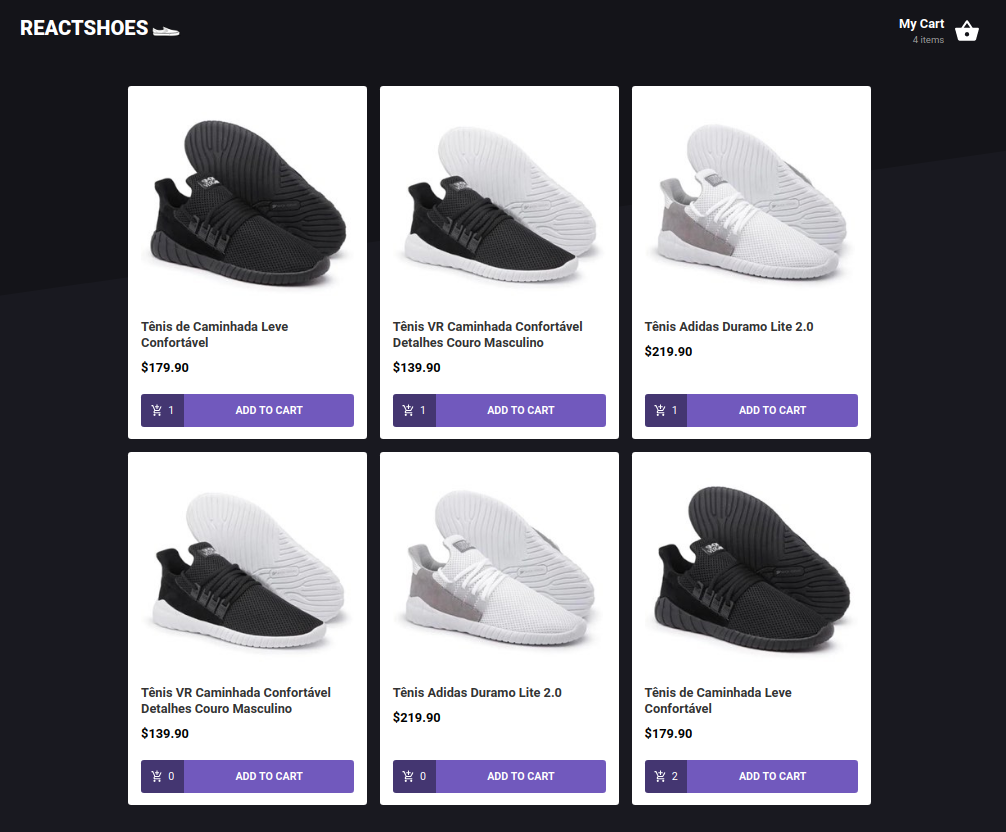 REACTSHOES
My Cart
4 items
Tênis de Caminhada Leve
Confortável
$179.90
1 ADD TO CART
Tênis VR Caminhada Confortável
Detalhes Couro Masculino
$139.90
1 ADD TO CART
Tênis Adidas Duramo Lite 2.0
$219.90
1 ADD TO CART
Tênis VR Caminhada Confortável
Detalhes Couro Masculino
$139.90
0 ADD TO CART
Tênis Adidas Duramo Lite 2.0
$219.90
0 ADD TO CART
Tênis de Caminhada Leve
Confortável
$179.90
2 ADD TO CART